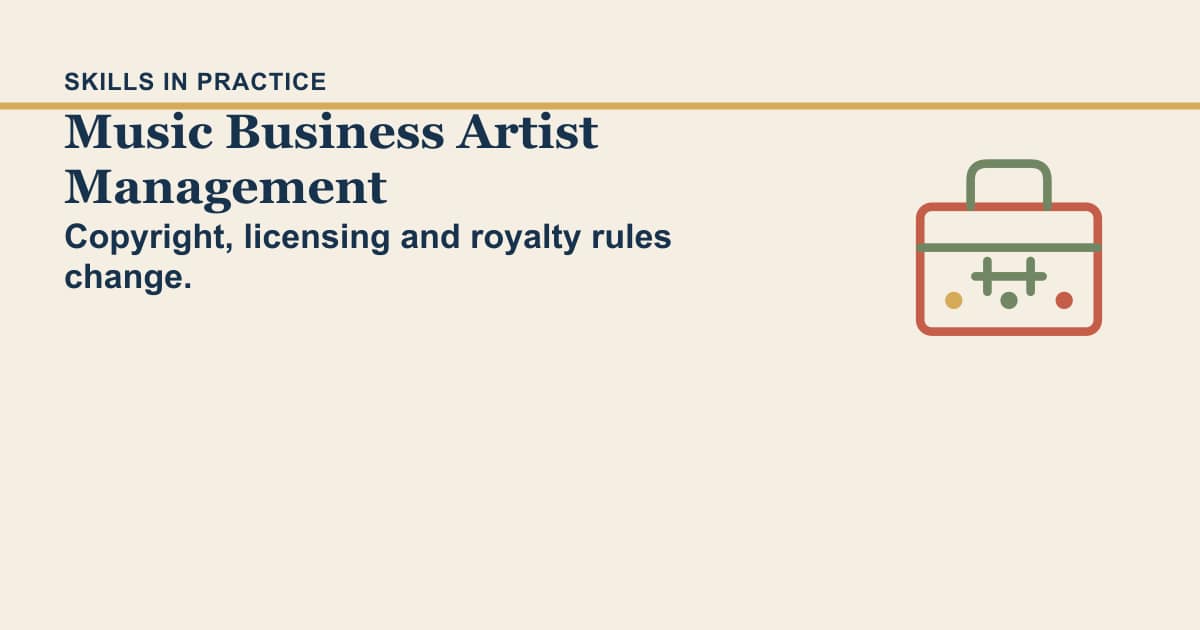 SKILLS IN PRACTICE
Music Business Artist
Management
Copyright, licensing and royalty rules
change.